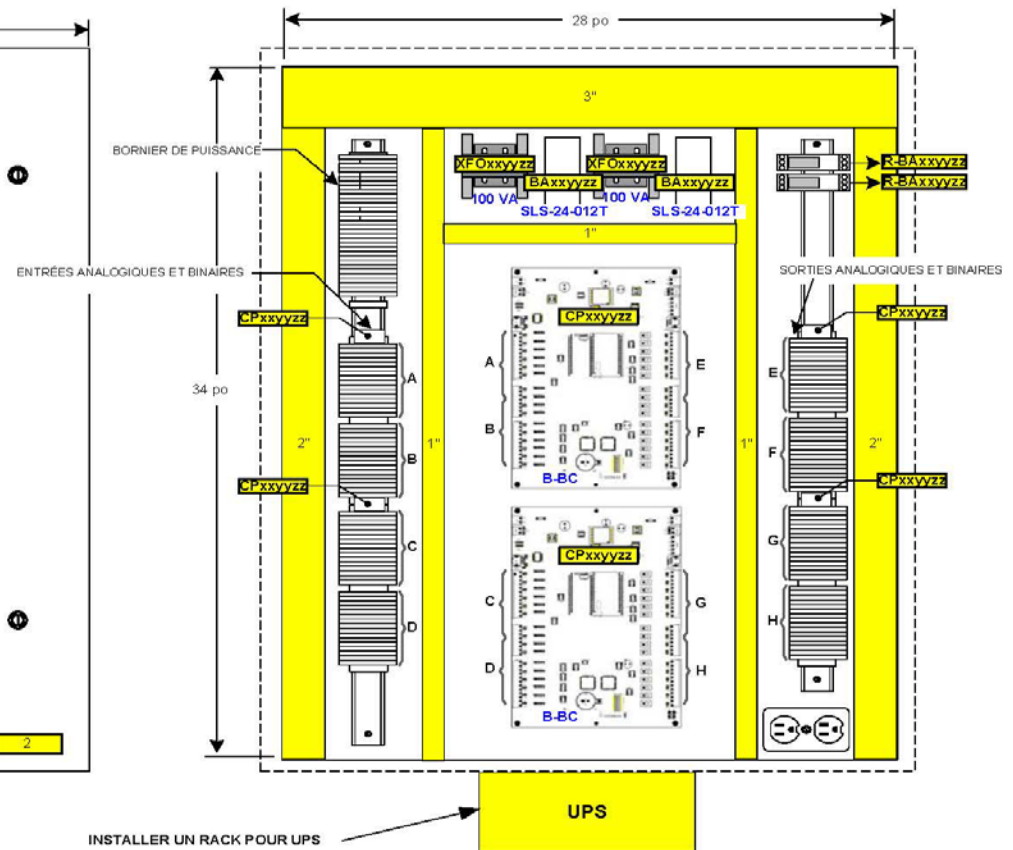 28 po
3"
BORNIER DE PUISSANCE
XFOxxyyzz
XFOxxyyzz
R-BAxxyyzz
BAxxyyzz
BAxxyyzz
R-BAxxyyzz
100 VA
100 VA
SLS-24-012T
SLS-24-012T
1"
ENTRÉES ANALOGIQUES ET BINAIRES
SORTIES ANALOGIQUES ET BINAIRES
CPxxyyzz
CPxxyyzz
CPxxyyzz
A
A
E
E
34 po
B
B
F
F
2"
1"
1"
2"
B-BC
CPxxyyzz
CPxxyyzz
CPxxyyzz
C
C
G
G
D
D
H
H
B-BC
2
UPS
INSTALLER UN RACK POUR UPS